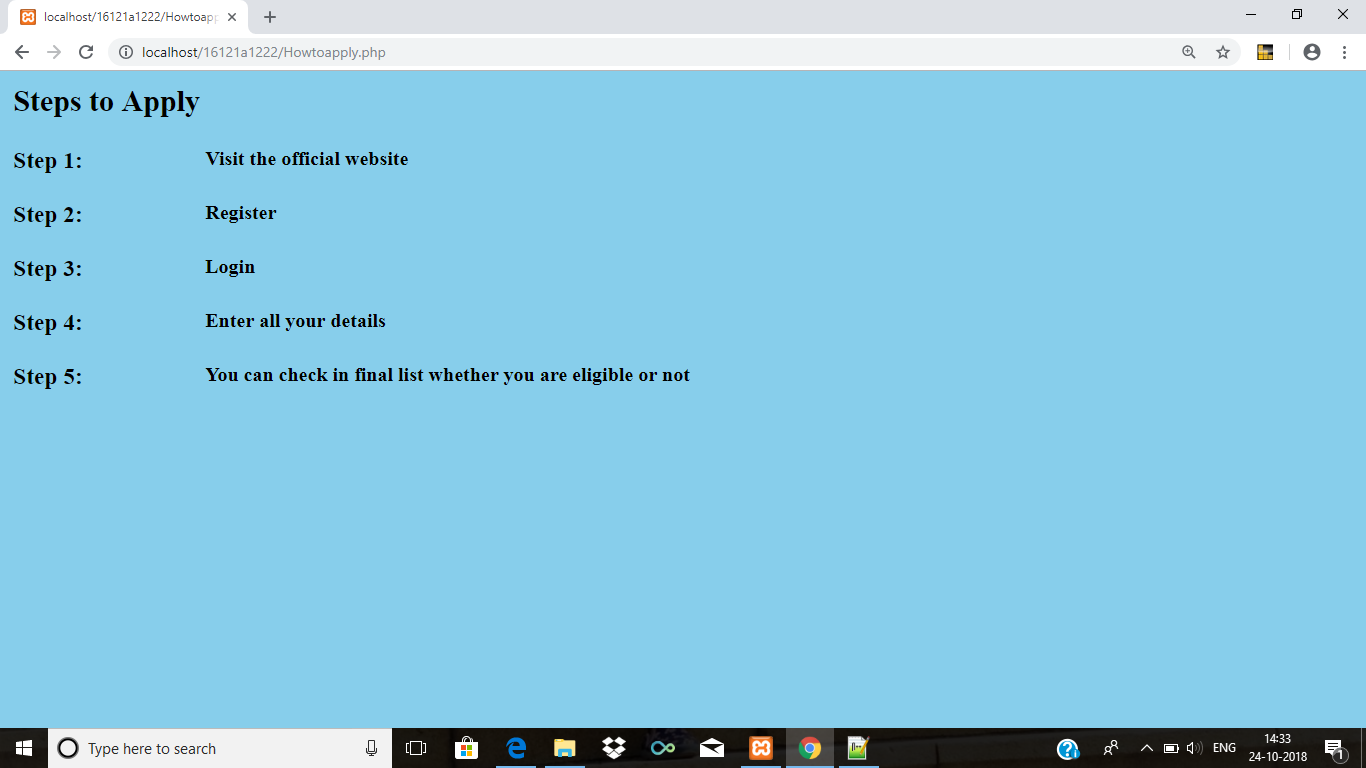 localhost/16121a1222/Howtoapp
localhost/16121a1222/Howtoapply.php
Steps to Apply
Step 1: Visit the official website
Step 2: Register
Step 3: Login
Step 4: Enter all your details
Step 5: You can check in final list whether you are eligible or not
Type here to search
ENG
14:33
24-10-2018
1